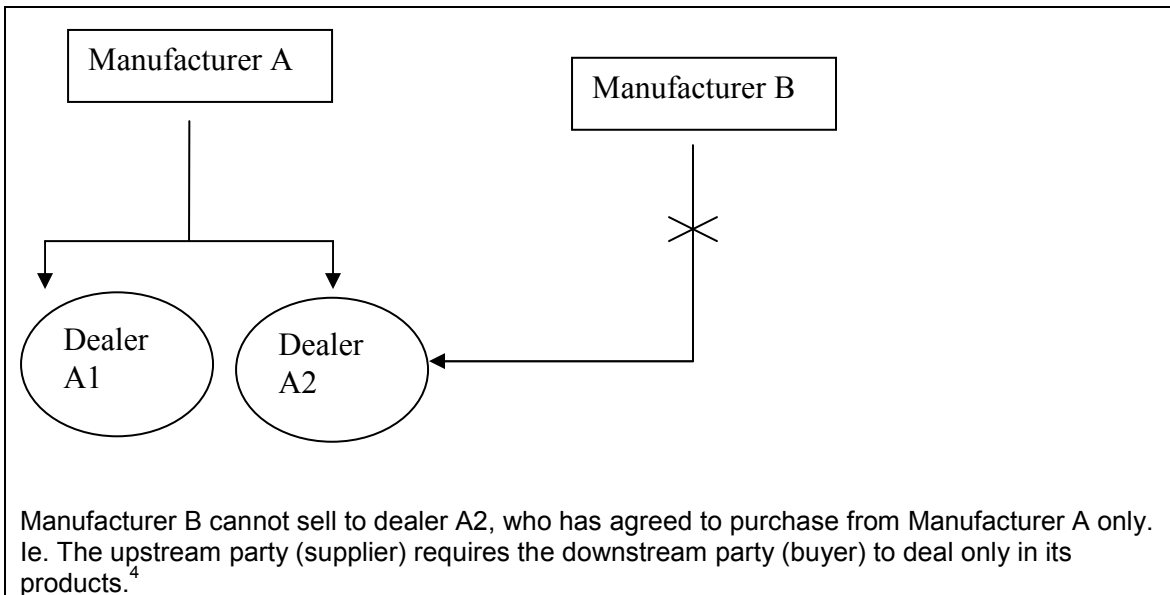 Manufacturer A
Manufacturer B
Dealer
A1
Dealer
A2
Manufacturer B cannot sell to dealer A2, who has agreed to purchase from Manufacturer A only.
Ie. The upstream party (supplier) requires the downstream party (buyer) to deal only in its
products.4